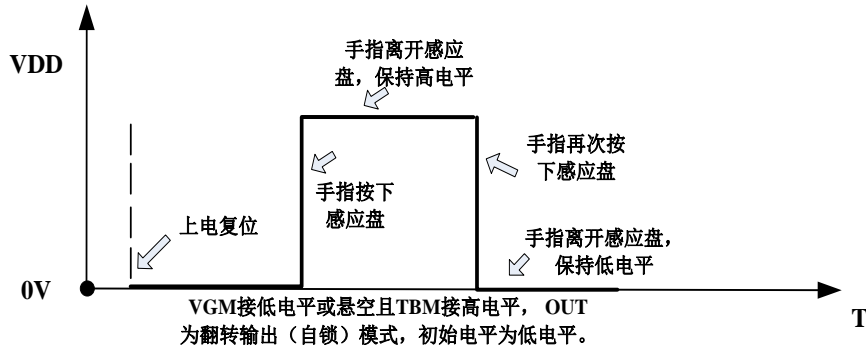 VDD
手指离开感应
盘，保持高电平
手指再次按
下感应盘
手指按下
感应盘
上电复位
手指离开感应盘，
保持低电平
0V
T
VGM接低电平或悬空且TBM接高电平， OUT
为翻转输出（自锁）模式，初始电平为低电平。